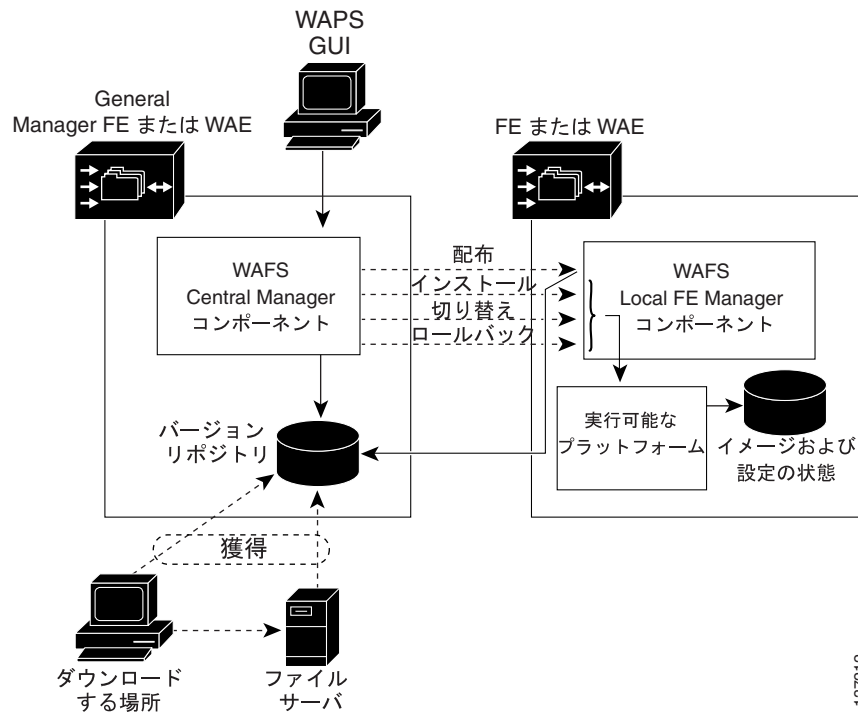 WAPS
GUI
General
Manager FE または WAE
FE または WAE
WAFS
Central Manager
コンポーネント
配布
インストール
切り替え
ロールバック
WAFS
Local FE Manager
コンポーネント
バージョン
リポジトリ
実行可能な
プラットフォーム
イメージおよび
設定の状態
獲得
ダウンロード
する場所
ファイル
サーバ